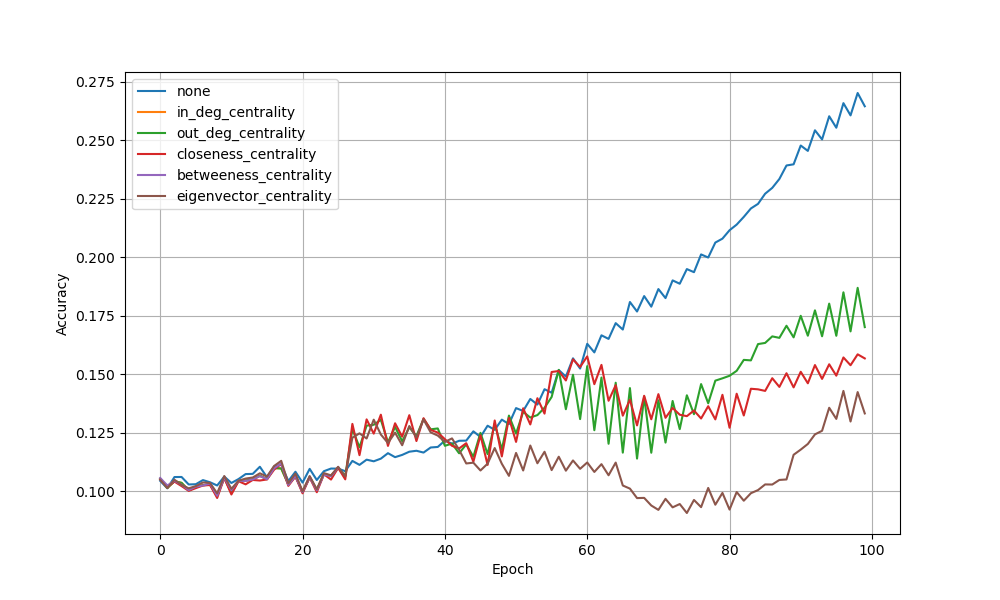 none
in_deg_centrality
out_deg_centrality
closeness_centrality
betweeness_centrality
eigenvector_centrality
0.275
0.250
0.225
0.200
0.175
0.150
0.125
0.100
Accuracy
0 20 40 60 80 100
Epoch